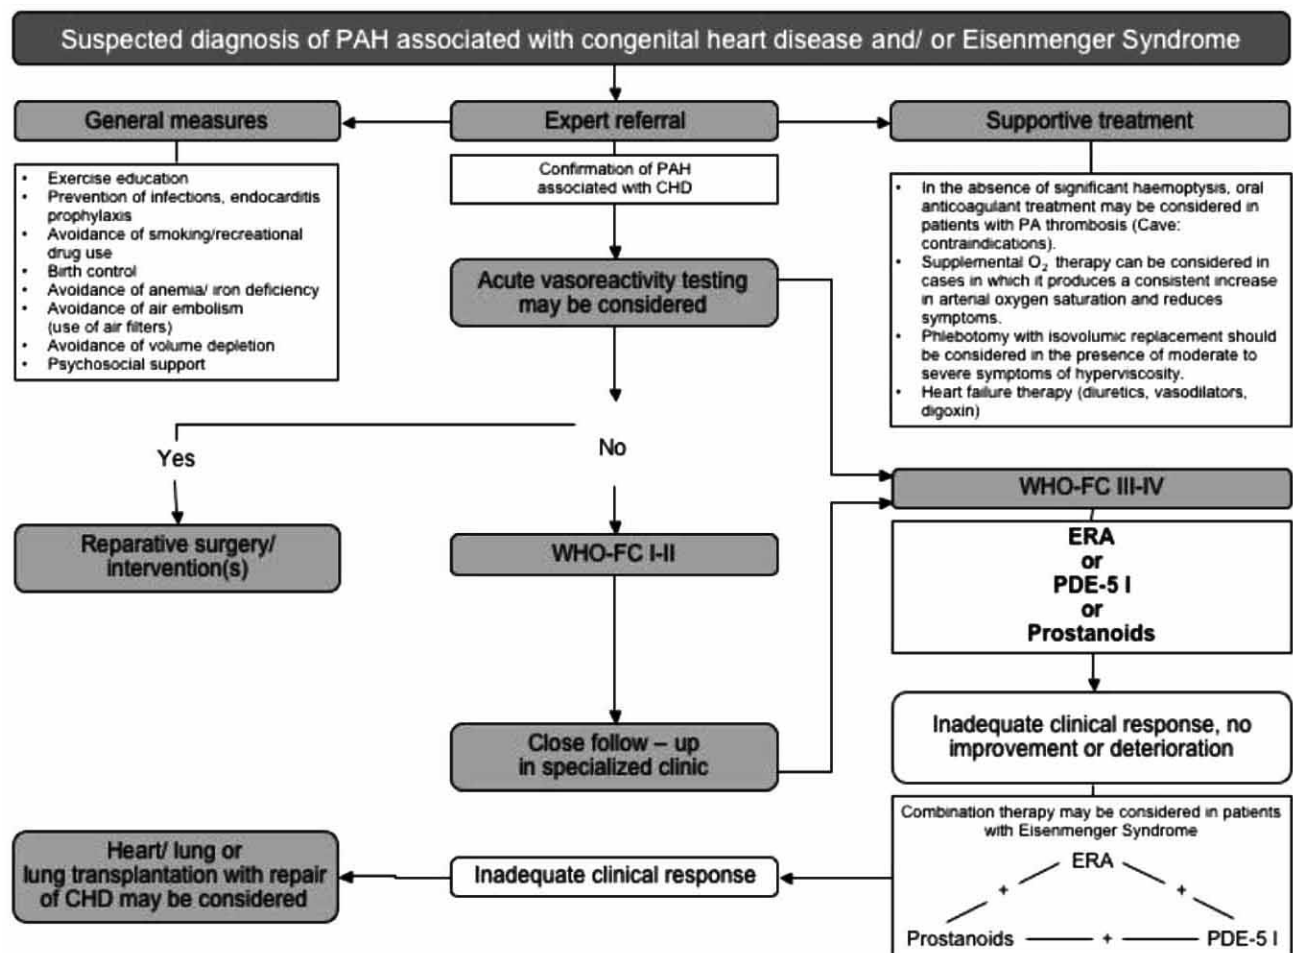 Suspected diagnosis of PAH associated with congenital heart disease and/ or Eisenmenger Syndrome
General measures
Expert referral
Supportive treatment
• Exercise education
• Prevention of infections, endocarditis
prophylaxis
• Avoidance of smoking/recreational
drug use
• Birth control
• Avoidance of anemia/ iron deficiency
• Avoidance of air embolism
(use of air filters)
• Avoidance of volume depletion
• Psychosocial support
Confirmation of PAH
associated with CHD
• In the absence of significant haemoptysis, oral
anticoagulant treatment may be considered in
patients with PA thrombosis (Cave:
contraindications).
• Supplemental O₂ therapy can be considered in
cases in which it produces a consistent increase
in arterial oxygen saturation and reduces
symptoms.
• Phlebotomy with isovolumic replacement should
be considered in the presence of moderate to
severe symptoms of hyperviscosity.
• Heart failure therapy (diuretics, vasodilators,
digoxin)
Acute vasoreactivity testing
may be considered
Yes
No
Reparative surgery/
intervention(s)
WHO-FC I-II
WHO-FC III-IV
ERA
or
PDE-5 I
or
Prostanoids
Close follow – up
in specialized clinic
Inadequate clinical response, no
improvement or deterioration
Combination therapy may be considered in patients
with Eisenmenger Syndrome
ERA
+ +
Prostanoids + PDE-5 I
Inadequate clinical response
Heart/ lung or
lung transplantation with repair
of CHD may be considered